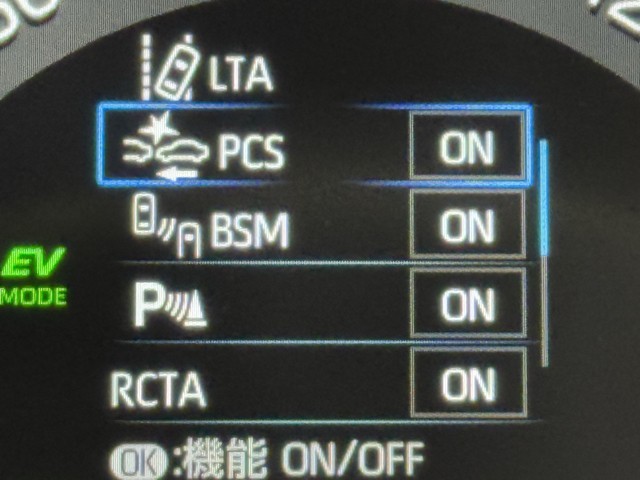 LTA
PCS ON
BSM ON
EV
MODE
P ON
RCTA ON
OK:機能 ON/OFF